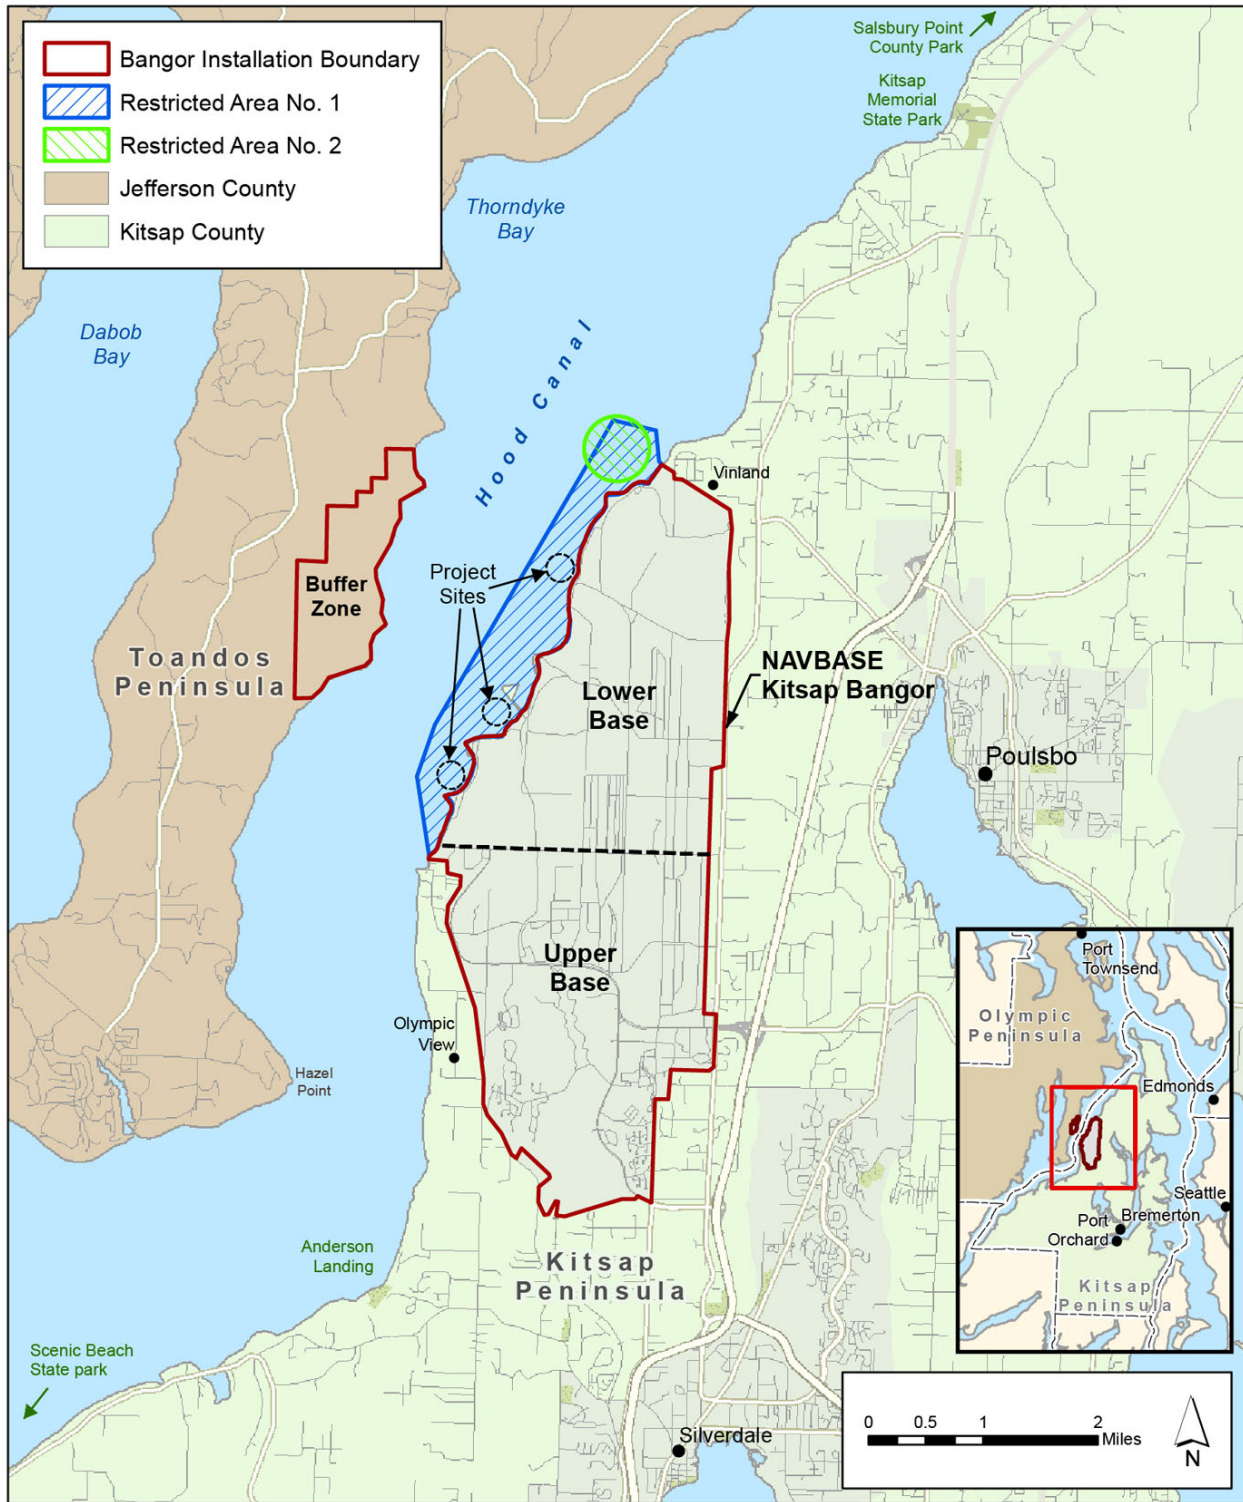 Bangor Installation Boundary
Restricted Area No. 1
Restricted Area No. 2
Jefferson County
Kitsap County
Salsbury Point
County Park
Kitsap
Memorial
State Park
Thorndyke
Bay
Dabob
Bay
Hood Canal
Vinland
Buffer
Zone
Project
Sites
Toandos
Peninsula
Lower
Base
NAVBASE
Kitsap Bangor
Poulsbo
Upper
Base
Olympic
View
Hazel
Point
Anderson
Landing
Kitsap
Peninsula
Scenic Beach
State park
Silverdale
Port
Townsend
Olympic
Peninsula
Edmonds
Seattle
Bremerton
Port
Orchard
Kitsap
Peninsula
0 0.5 1 2
Miles
N